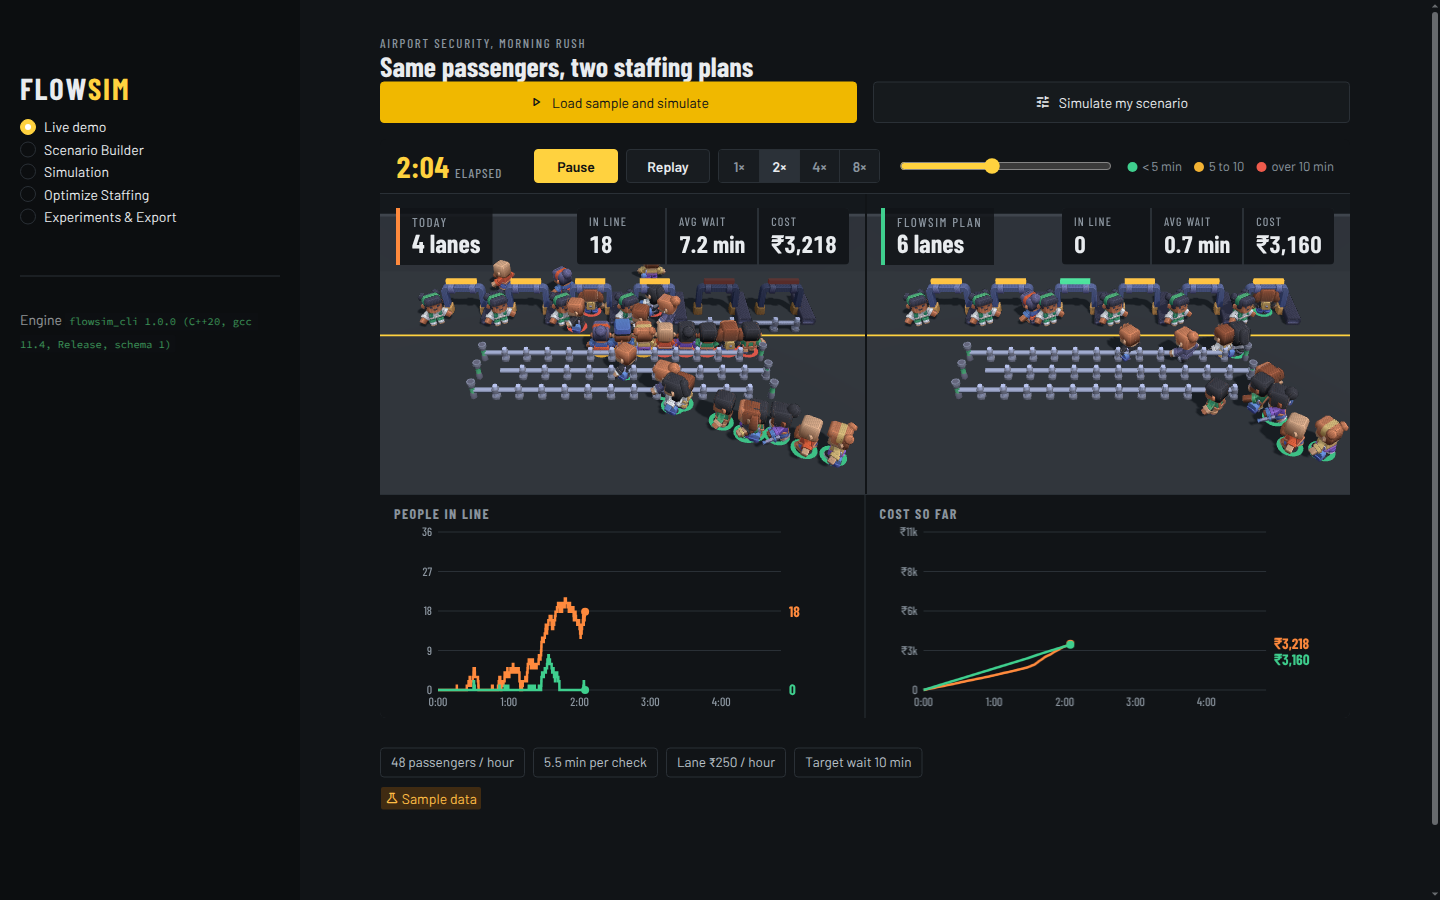 FLOWSIM
Live demo
Scenario Builder
Simulation
Optimize Staffing
Experiments & Export
Engine flowsim_cli 1.0.0 (C++20, gcc
11.4, Release, schema 1)
AIRPORT SECURITY, MORNING RUSH
Same passengers, two staffing plans
Load sample and simulate
Simulate my scenario
2:04 ELAPSED
Pause
Replay
1× 2× 4× 8×
< 5 min
5 to 10
over 10 min
TODAY
4 lanes
IN LINE
18
AVG WAIT
7.2 min
COST
₹3,218
FLOWSIM PLAN
6 lanes
IN LINE
0
AVG WAIT
0.7 min
COST
₹3,160
PEOPLE IN LINE
36
27
18
9
0
0:00 1:00 2:00 3:00 4:00
18
0
COST SO FAR
₹11k
₹8k
₹6k
₹3k
0
0:00 1:00 2:00 3:00 4:00
₹3,218
₹3,160
48 passengers / hour
5.5 min per check
Lane ₹250 / hour
Target wait 10 min
Sample data